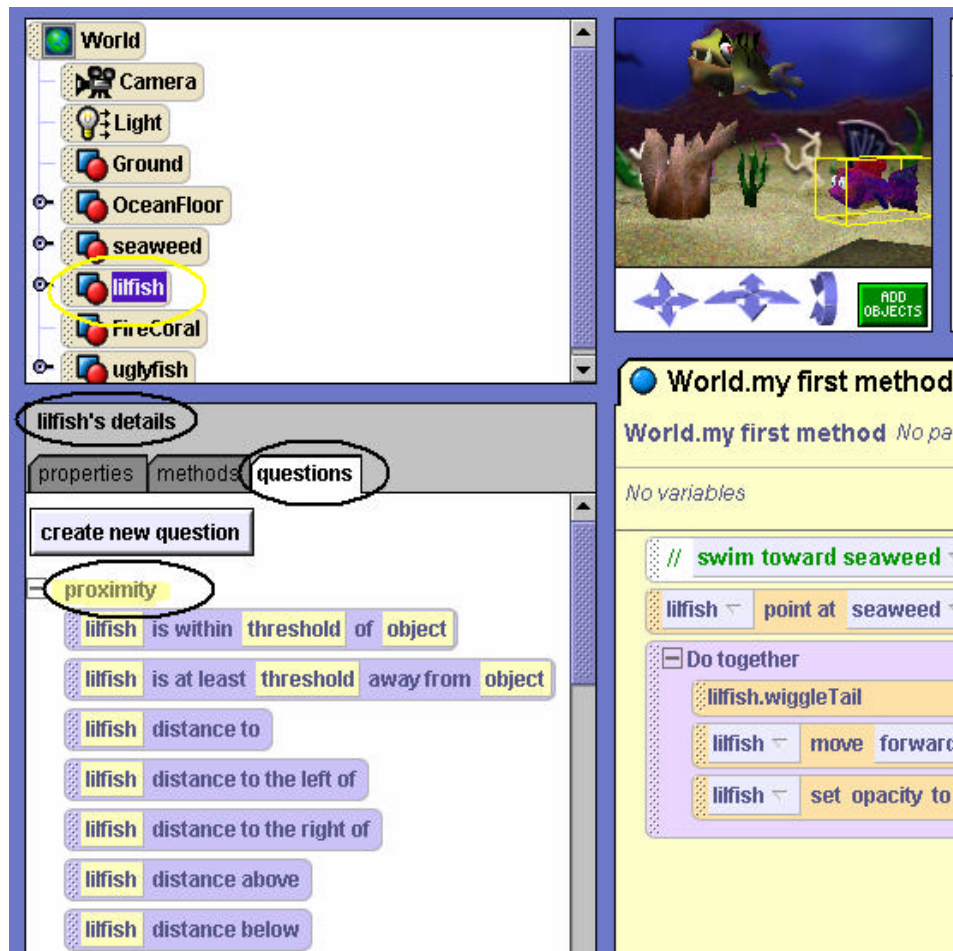 World
Camera
Light
Ground
OceanFloor
seaweed
lilfish
FireCoral
uglyfish
ADD
OBJECTS
lilfish's details
properties methods questions
create new question
proximity
lilfish is within threshold of object
lilfish is at least threshold away from object
lilfish distance to
lilfish distance to the left of
lilfish distance to the right of
lilfish distance above
lilfish distance below
World.my first method
World.my first method No pa
No variables
// swim toward seaweed
lilfish point at seaweed
Do together
lilfish.wiggleTail
lilfish move forward
lilfish set opacity to